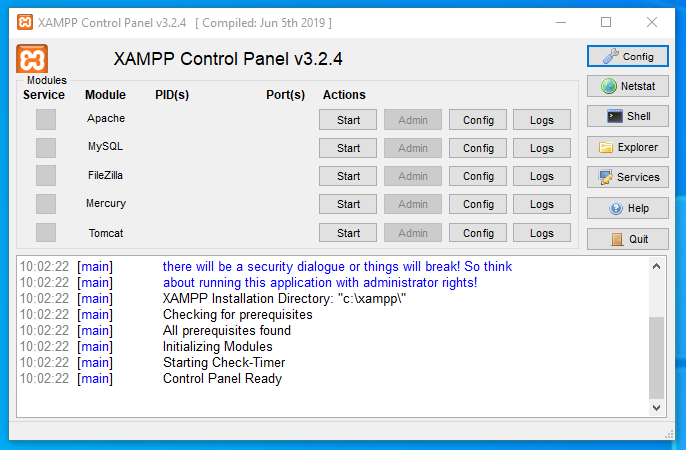 XAMPP Control Panel v3.2.4 [ Compiled: Jun 5th 2019 ]
XAMPP Control Panel v3.2.4
Config
Modules
Service Module PID(s) Port(s) Actions
Netstat
Apache Start Admin Config Logs
Shell
MySQL Start Admin Config Logs
Explorer
FileZilla Start Admin Config Logs
Services
Mercury Start Admin Config Logs
Help
Tomcat Start Admin Config Logs
Quit
10:02:22 [main] there will be a security dialogue or things will break! So think
10:02:22 [main] about running this application with administrator rights!
10:02:22 [main] XAMPP Installation Directory: "c:\xampp\"
10:02:22 [main] Checking for prerequisites
10:02:22 [main] All prerequisites found
10:02:22 [main] Initializing Modules
10:02:22 [main] Starting Check-Timer
10:02:22 [main] Control Panel Ready